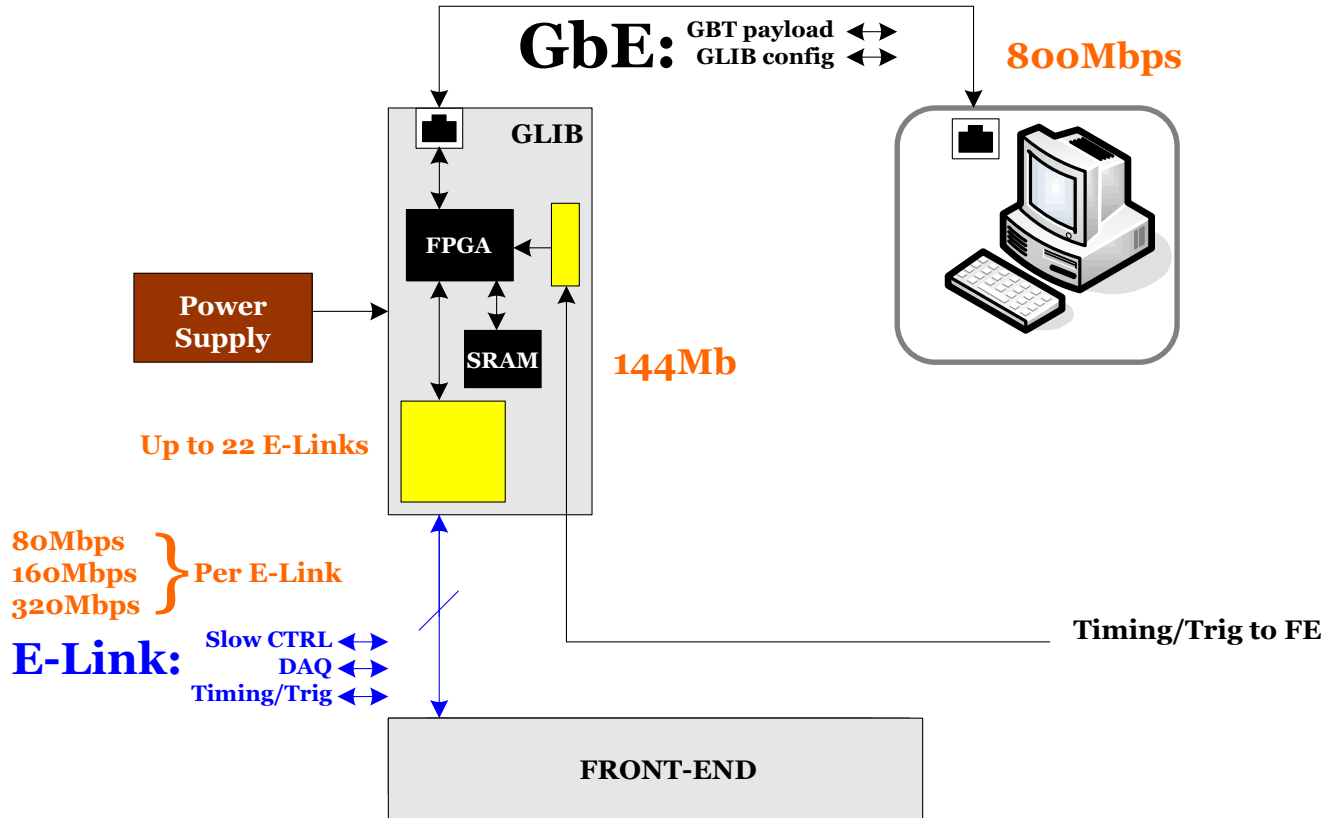 GbE:
GBT payload
GLIB config
800Mbps
GLIB
FPGA
Power
Supply
SRAM
144Mb
Up to 22 E-Links
80Mbps
160Mbps
320Mbps
} Per E-Link
E-Link:
Slow CTRL
DAQ
Timing/Trig
Timing/Trig to FE
FRONT-END